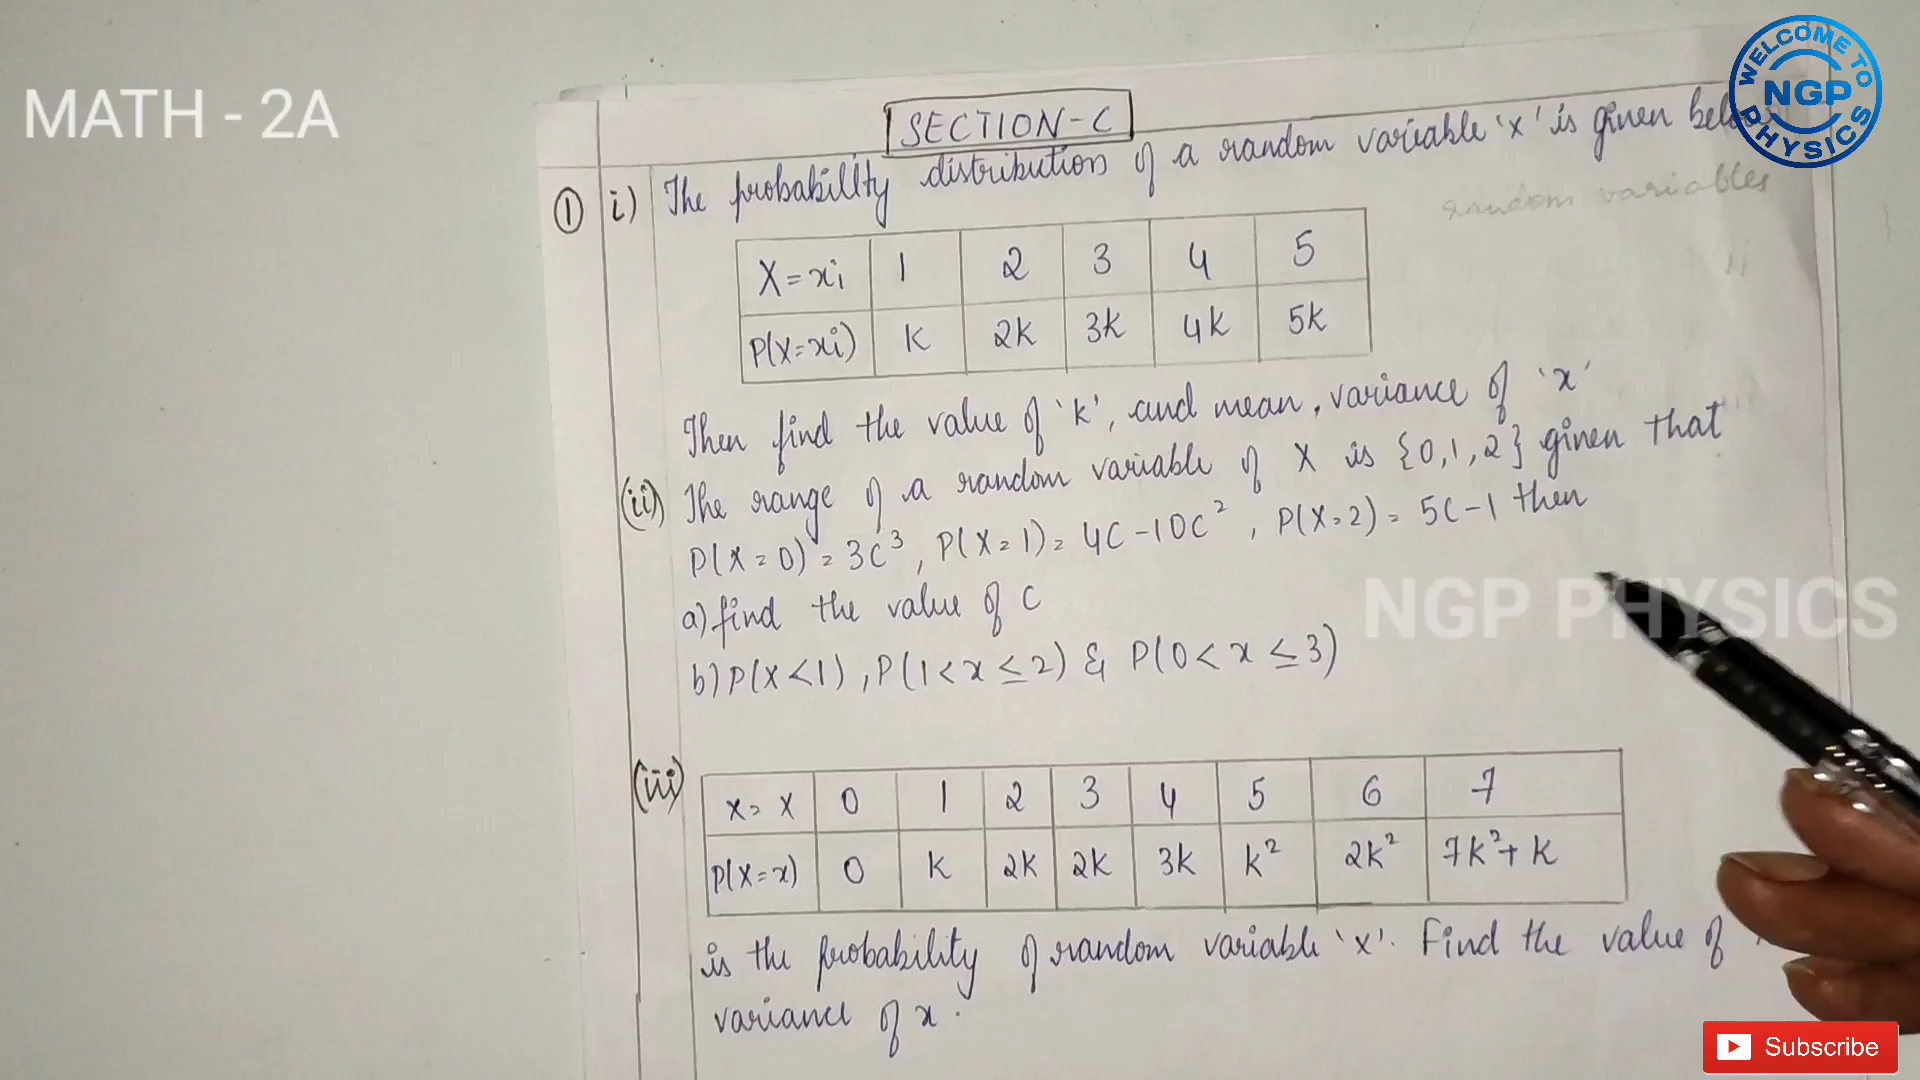 MATH - 2A
WELCOME TO
NGP
PHYSICS
SECTION-C
① i) The probabillty distribution of a random variable 'x' is given below
random variables
X=xi 1 2 3 4 5
P(X=xi) K 2K 3K 4K 5K
Then find the value of 'K', and mean, variance of 'x'
(ii) The range of a random variable of X is {0,1,2} given that
P(X=0) = 3C³, P(X=1) = 4C-10C², P(X=2) = 5C-1 then
a) find the value of C
b) P(X<1), P(1<x≤2) & P(0<x≤3)
NGP PHYSICS
(iii) X= x 0 1 2 3 4 5 6 7
P(X=x) 0 K 2K 2K 3K K² 2K² 7K²+K
is the probability of random variable 'x'. Find the value of
variance of x.
Subscribe